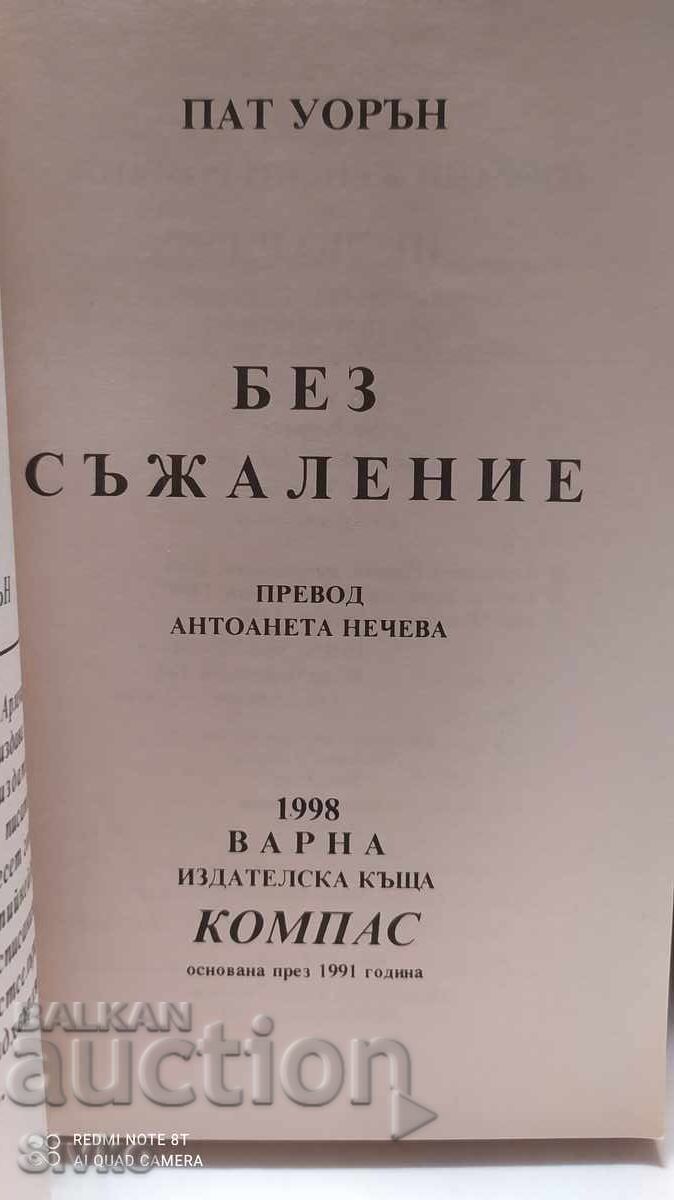 ПАТ УОРЪН
БЕЗ
СЪЖАЛЕНИЕ
ПРЕВОД
АНТОАНЕТА НЕЧЕВА
1998
ВАРНА
ИЗДАТЕЛСКА КЪЩА
КОМПАС
основана през 1991 година
BALKAN
auction
REDMI NOTE 8T
AI QUAD CAMERA